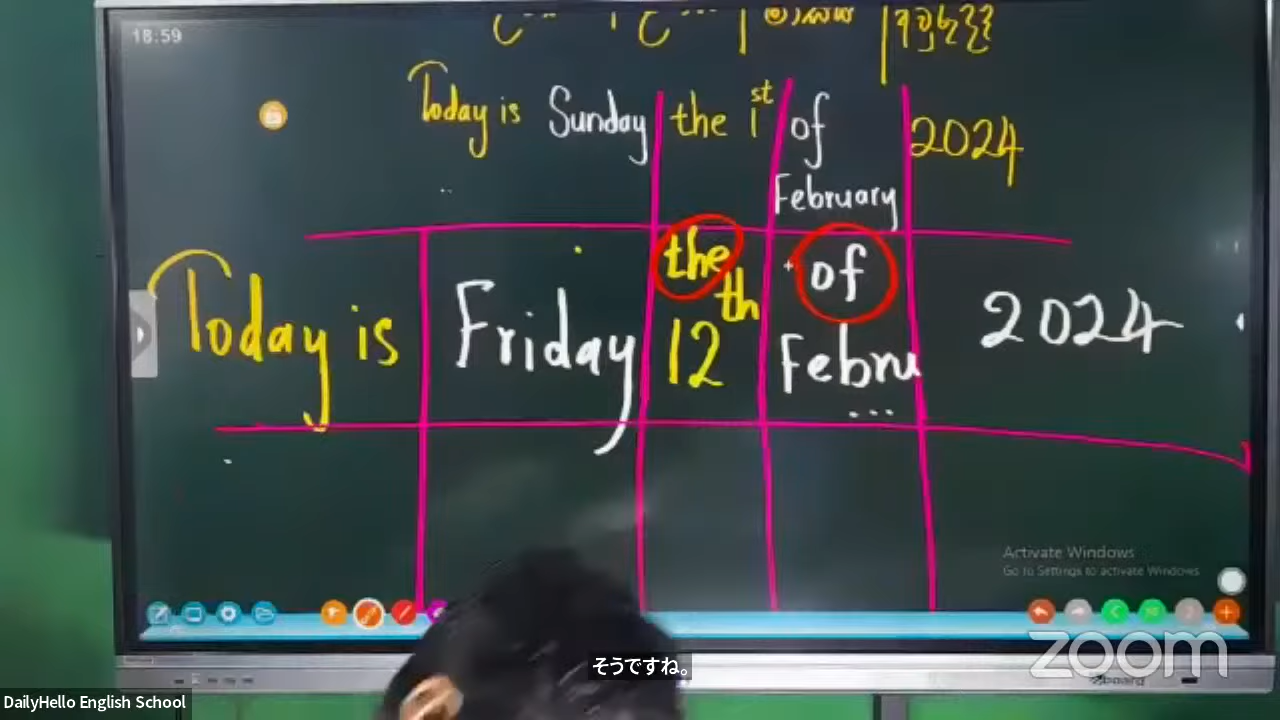 18:59
Today is Sunday the 1st of 2024
February
Today is Friday the 12th of Febru... 2024
Activate Windows
Go to Settings to activate Windows
zoom
そうですね。
DailyHello English School